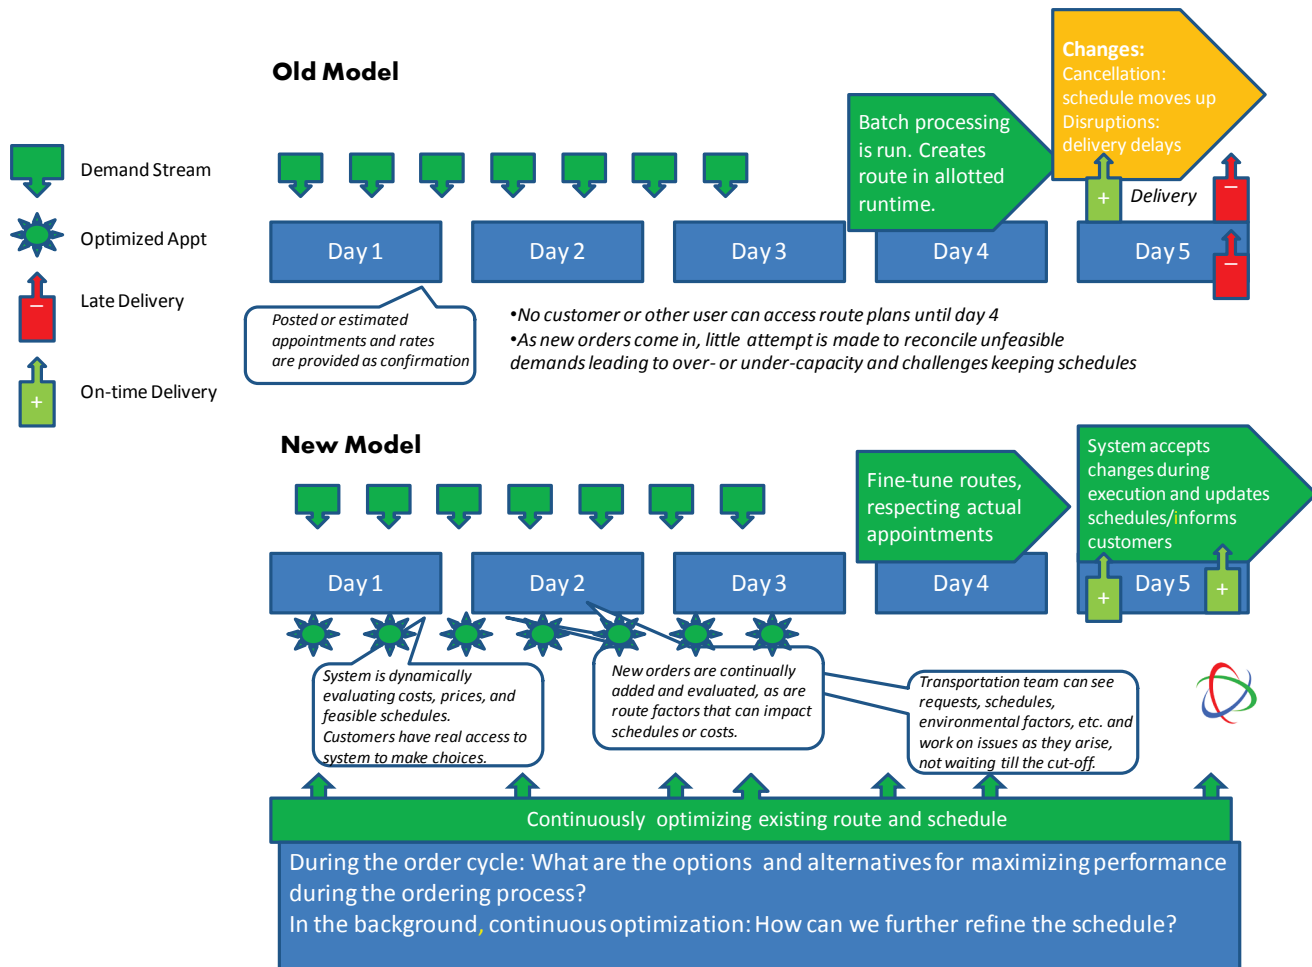 Old Model
Changes:
Cancellation:
schedule moves up
Disruptions:
delivery delays
Batch processing
is run. Creates
route in allotted
runtime.
Demand Stream
Optimized Appt
Late Delivery
On-time Delivery
+
Delivery
−
Day 1
Day 2
Day 3
Day 4
Day 5
−
−
+
Posted or estimated
appointments and rates
are provided as confirmation
•No customer or other user can access route plans until day 4
•As new orders come in, little attempt is made to reconcile unfeasible
demands leading to over- or under-capacity and challenges keeping schedules
New Model
Fine-tune routes,
respecting actual
appointments
System accepts
changes during
execution and updates
schedules/informs
customers
Day 1
Day 2
Day 3
Day 4
+
Day 5
+
System is dynamically
evaluating costs, prices, and
feasible schedules.
Customers have real access to
system to make choices.
New orders are continually
added and evaluated, as are
route factors that can impact
schedules or costs.
Transportation team can see
requests, schedules,
environmental factors, etc. and
work on issues as they arise,
not waiting till the cut-off.
Continuously optimizing existing route and schedule
During the order cycle: What are the options and alternatives for maximizing performance
during the ordering process?
In the background, continuous optimization: How can we further refine the schedule?